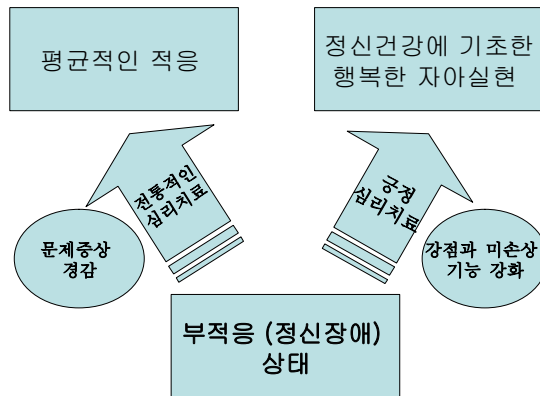 평균적인 적응
정신건강에 기초한
행복한 자아실현
전통적인
심리치료
긍정
심리치료
문제증상
경감
강점과 미손상
기능 강화
부적응 (정신장애)
상태